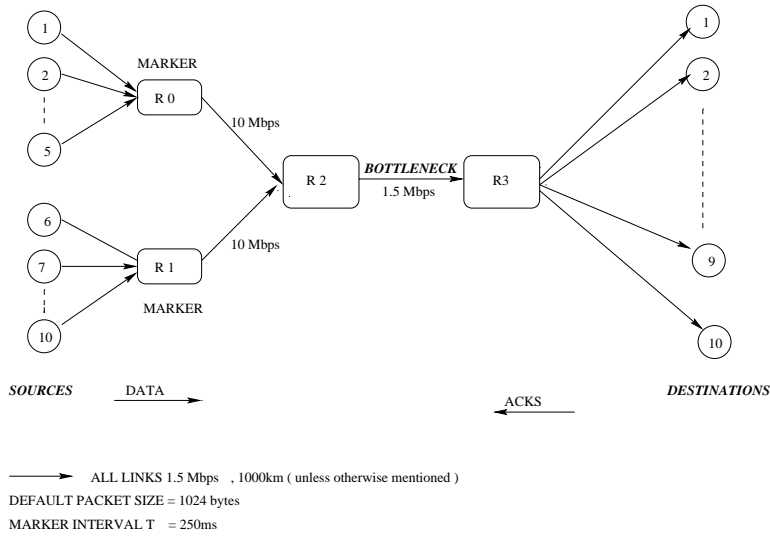 1
2
5
MARKER
R 0
10 Mbps
6
7
10
R 1
MARKER
10 Mbps
R 2
BOTTLENECK
1.5 Mbps
R3
1
2
9
10
SOURCES
DATA
ACKS
DESTINATIONS
ALL LINKS 1.5 Mbps , 1000km ( unless otherwise mentioned )
DEFAULT PACKET SIZE = 1024 bytes
MARKER INTERVAL T = 250ms